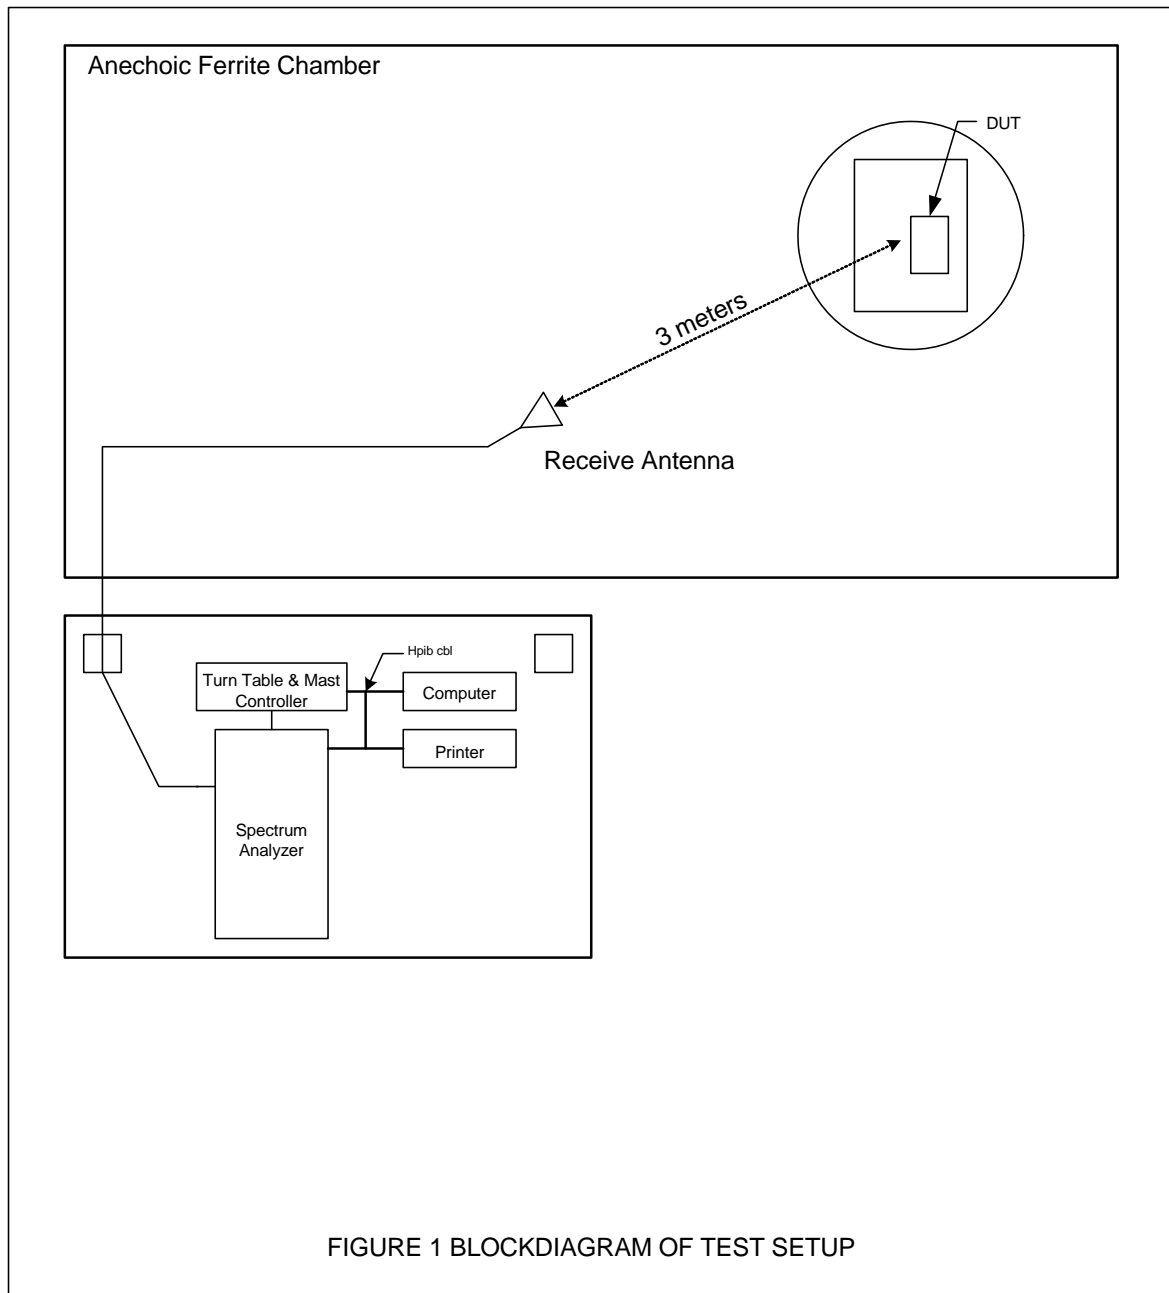 Anechoic Ferrite Chamber
DUT
3 meters
Receive Antenna
Hpib cbl
Turn Table & Mast
Controller
Computer
Printer
Spectrum
Analyzer
FIGURE 1 BLOCKDIAGRAM OF TEST SETUP